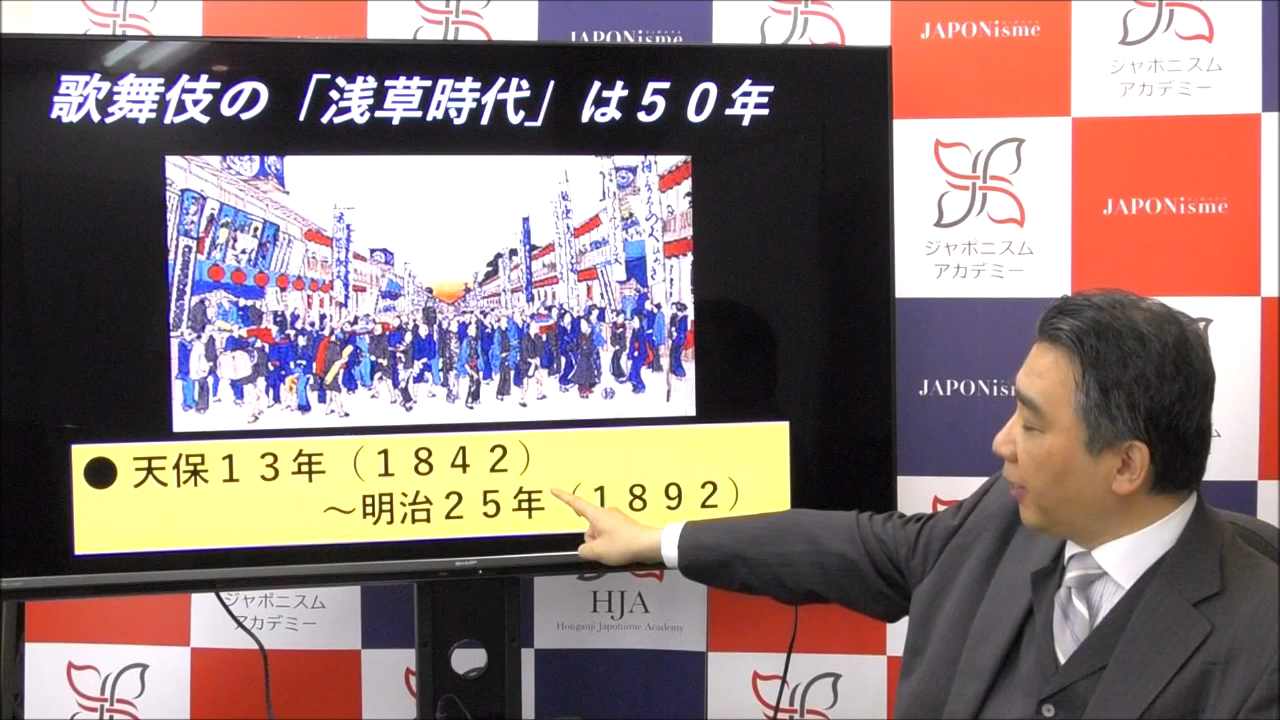 歌舞伎の「浅草時代」は50年
●天保13年(1842)
~明治25年(1892)
SHARP
JAPONisme
JAPONisme
ジャポニスム
アカデミー
ジャポニスム
アカデミー
JAPONisme
ジャポニスム
アカデミー
HJA
Honganji Japonisme Academy